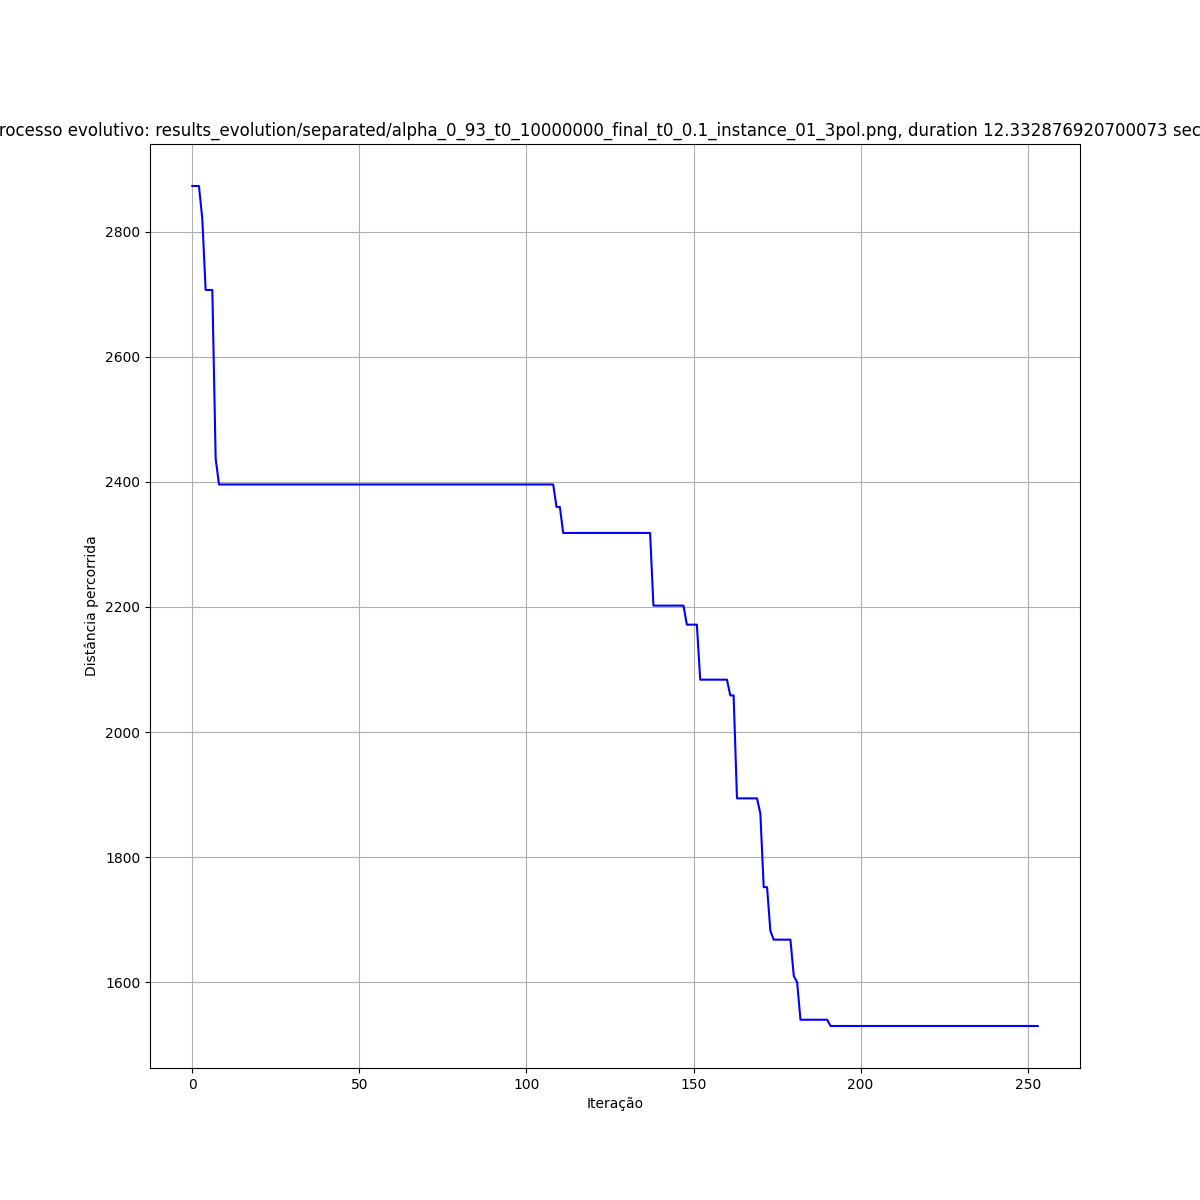 rocesso evolutivo: results_evolution/separated/alpha_0_93_t0_10000000_final_t0_0.1_instance_01_3pol.png, duration 12.332876920700073 sec
2800
2600
2400
2200
2000
1800
1600
Distância percorrida
0 50 100 150 200 250
Iteração